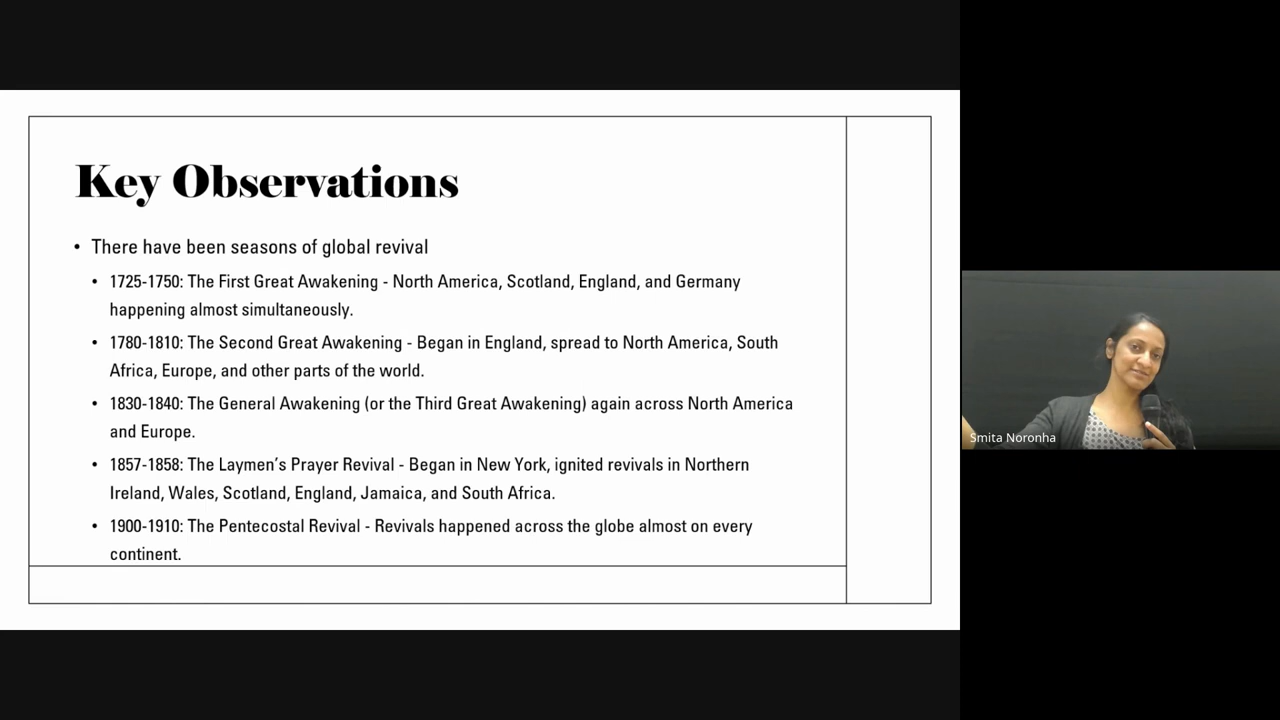 Key Observations
• There have been seasons of global revival
• 1725-1750: The First Great Awakening - North America, Scotland, England, and Germany
happening almost simultaneously.
• 1780-1810: The Second Great Awakening - Began in England, spread to North America, South
Africa, Europe, and other parts of the world.
• 1830-1840: The General Awakening (or the Third Great Awakening) again across North America
and Europe.
• 1857-1858: The Laymen's Prayer Revival - Began in New York, ignited revivals in Northern
Ireland, Wales, Scotland, England, Jamaica, and South Africa.
• 1900-1910: The Pentecostal Revival - Revivals happened across the globe almost on every
continent.
Smita Noronha